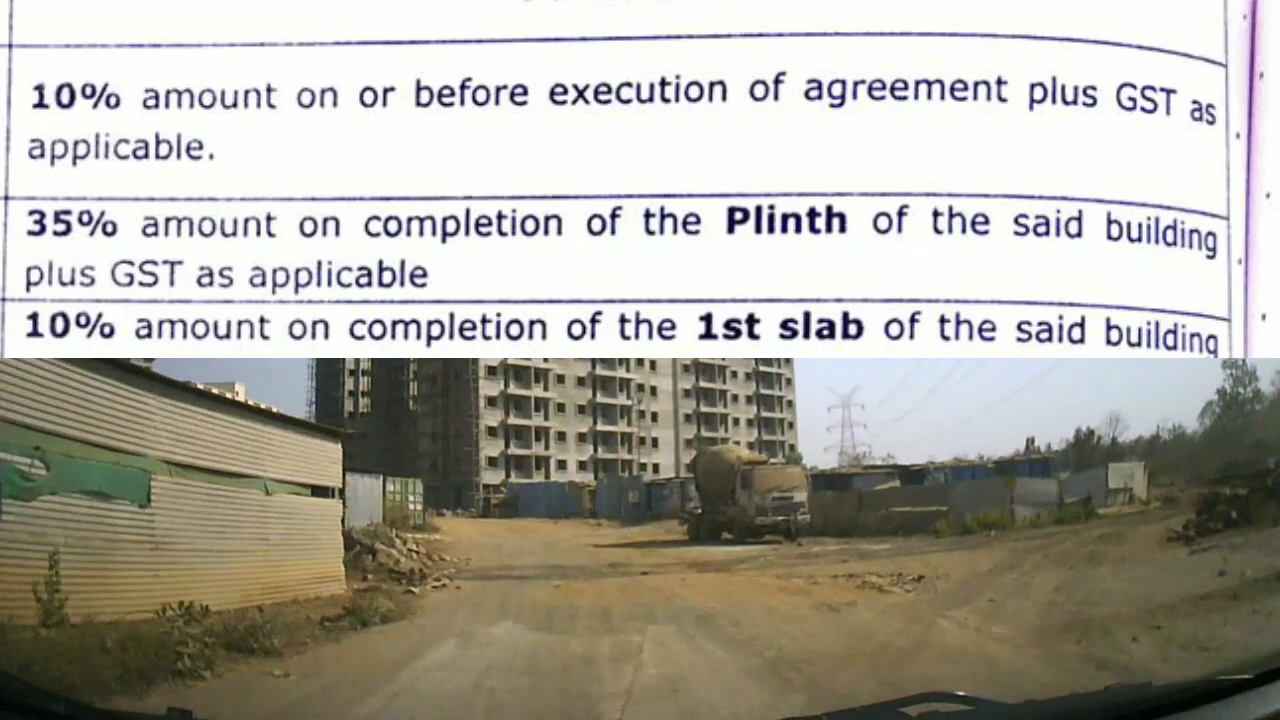 10% amount on or before execution of agreement plus GST as
applicable.
35% amount on completion of the Plinth of the said building
plus GST as applicable
10% amount on completion of the 1st slab of the said building